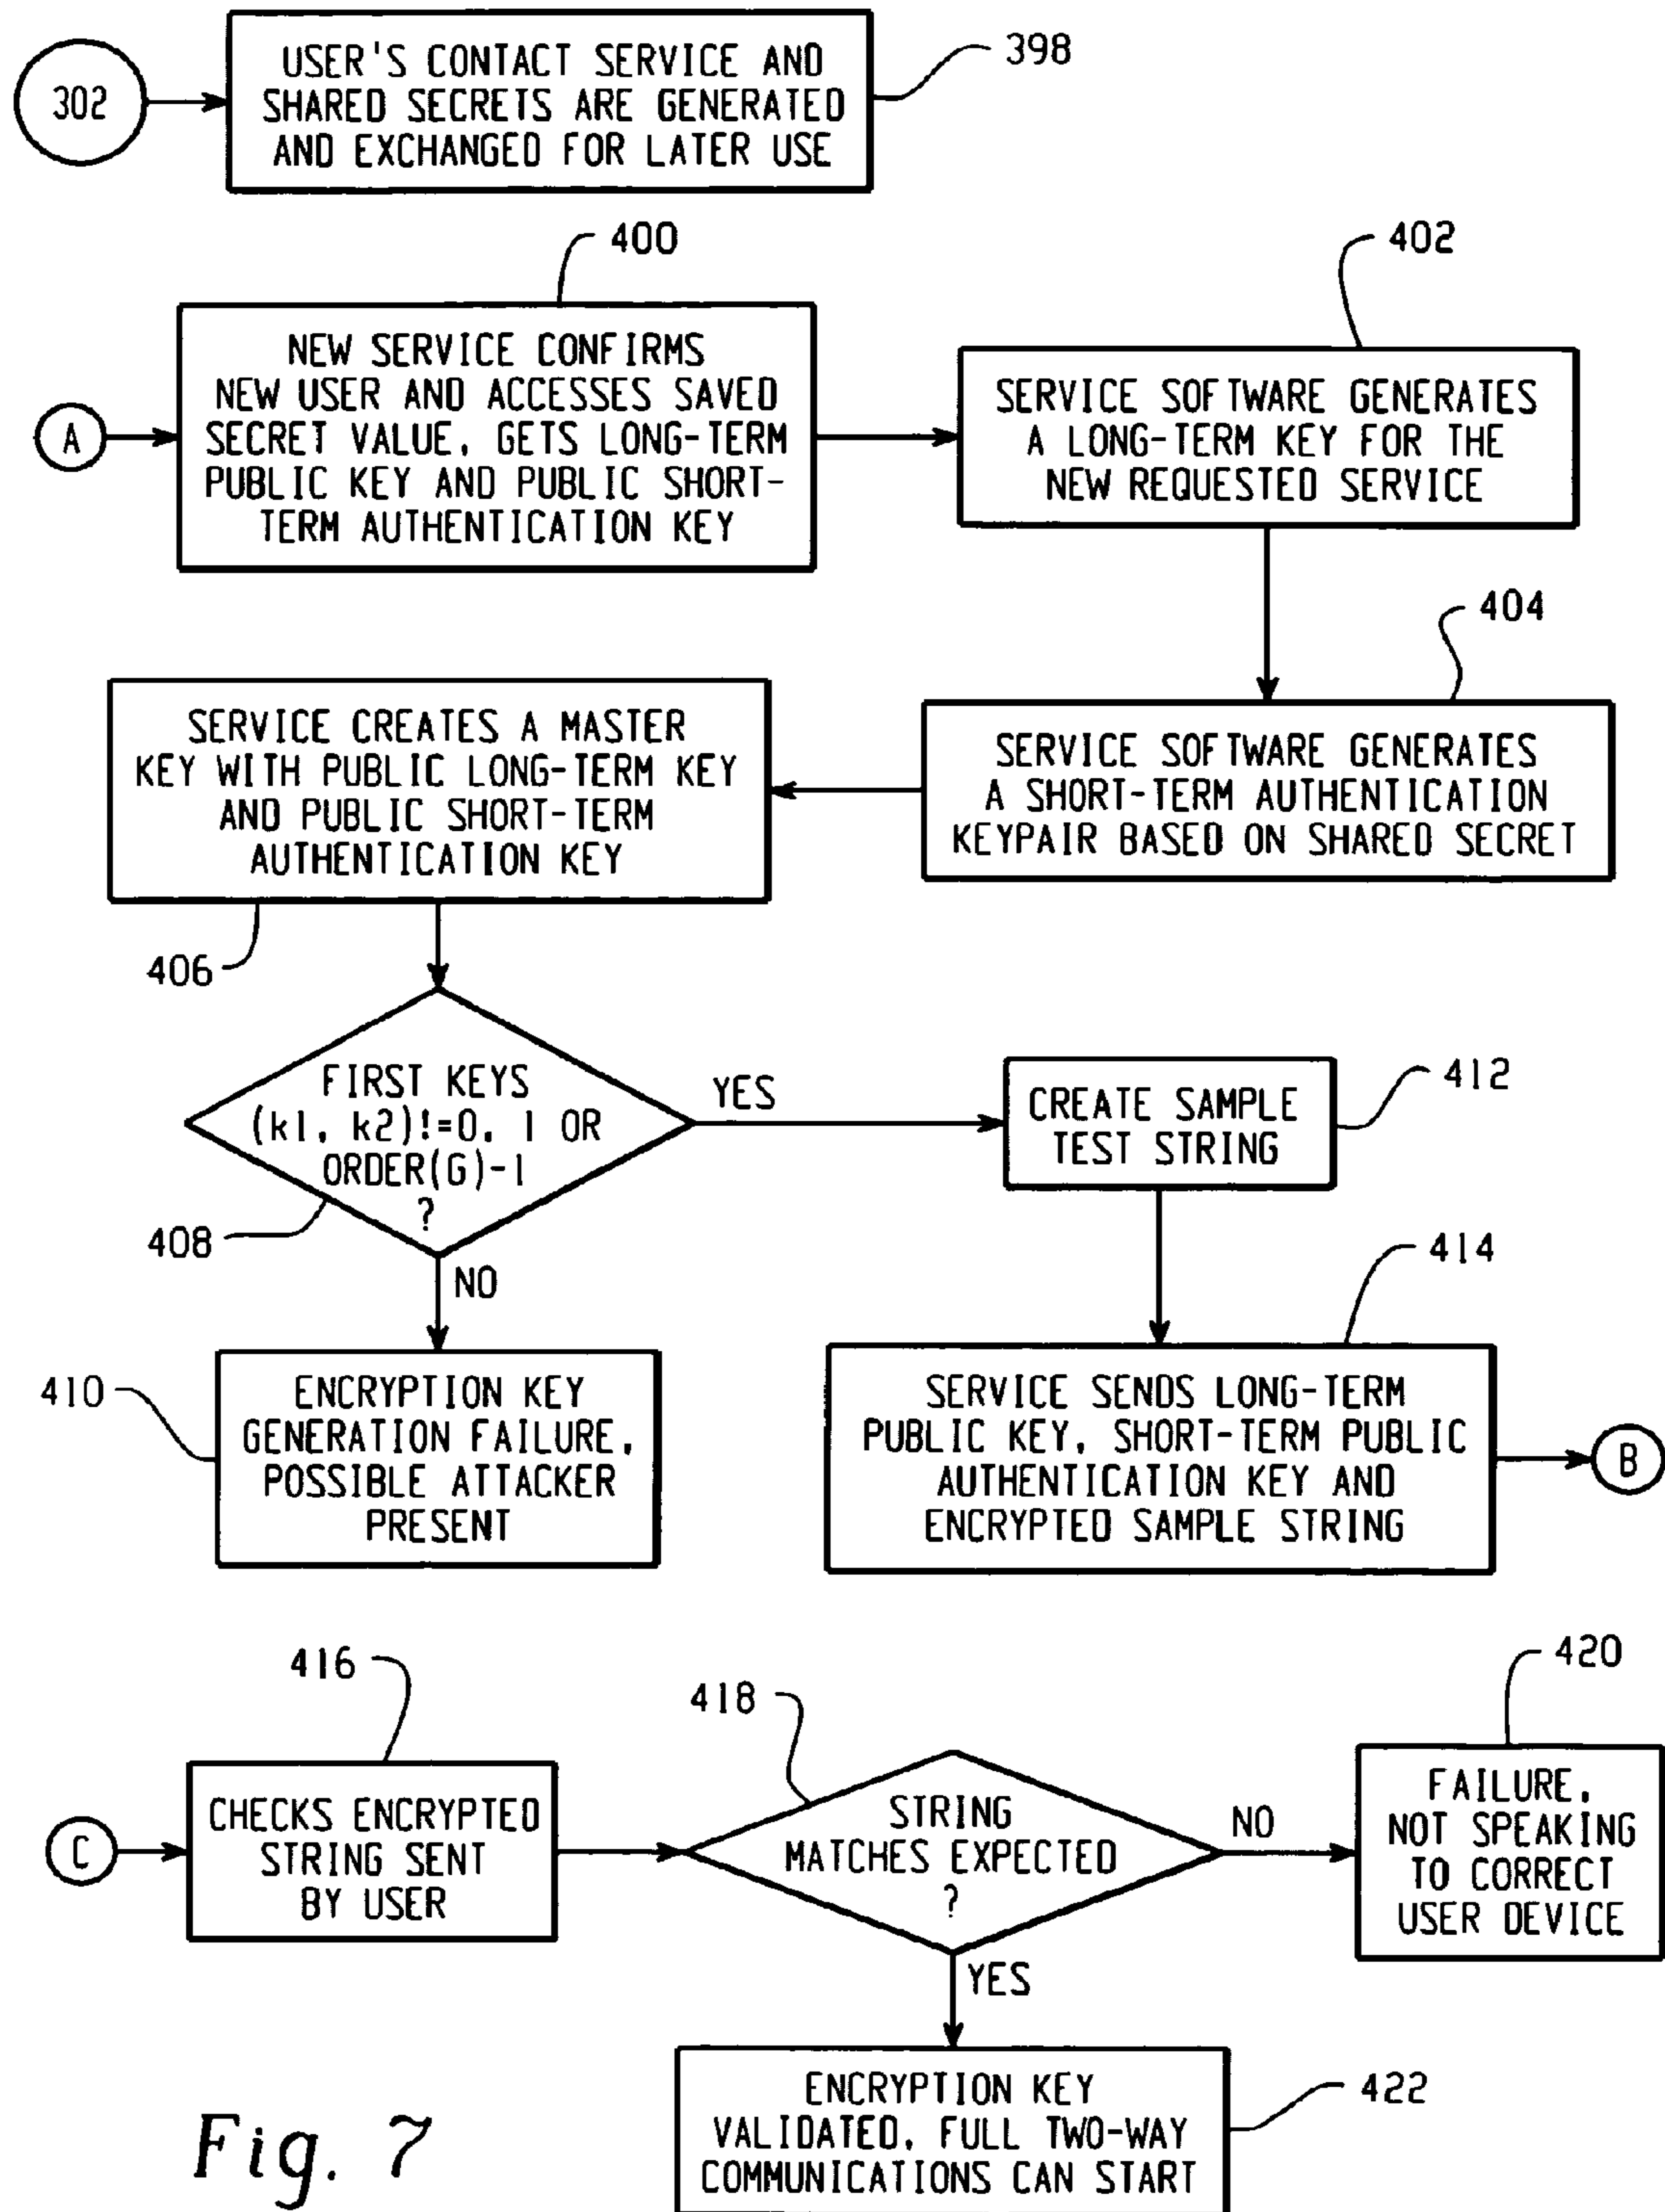 302
USER'S CONTACT SERVICE AND
SHARED SECRETS ARE GENERATED
AND EXCHANGED FOR LATER USE
398
400
402
A
NEW SERVICE CONFIRMS
NEW USER AND ACCESSES SAVED
SECRET VALUE, GETS LONG-TERM
PUBLIC KEY AND PUBLIC SHORT-
TERM AUTHENTICATION KEY
SERVICE SOFTWARE GENERATES
A LONG-TERM KEY FOR THE
NEW REQUESTED SERVICE
404
SERVICE SOFTWARE GENERATES
A SHORT-TERM AUTHENTICATION
KEYPAIR BASED ON SHARED SECRET
SERVICE CREATES A MASTER
KEY WITH PUBLIC LONG-TERM KEY
AND PUBLIC SHORT-TERM
AUTHENTICATION KEY
406
FIRST KEYS
(k1, k2)!=0, 1 OR
ORDER(G)-1
?
408
YES
NO
CREATE SAMPLE
TEST STRING
412
410
ENCRYPTION KEY
GENERATION FAILURE,
POSSIBLE ATTACKER
PRESENT
414
SERVICE SENDS LONG-TERM
PUBLIC KEY, SHORT-TERM PUBLIC
AUTHENTICATION KEY AND
ENCRYPTED SAMPLE STRING
B
416
418
420
C
CHECKS ENCRYPTED
STRING SENT
BY USER
STRING
MATCHES EXPECTED
?
NO
FAILURE,
NOT SPEAKING
TO CORRECT
USER DEVICE
YES
ENCRYPTION KEY
VALIDATED, FULL TWO-WAY
COMMUNICATIONS CAN START
422
Fig. 7